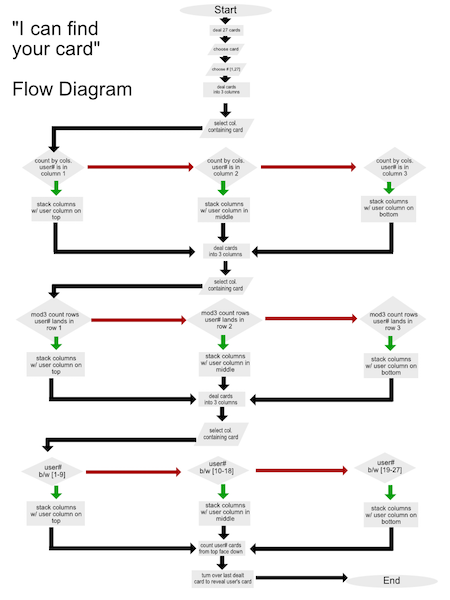 "I can find
your card"
Flow Diagram
Start
deal 27 cards
choose card
choose # [1,27]
deal cards
into 3 columns
select col.
containing card
count by cols.
user# is in
column 1
count by cols.
user# is in
column 2
count by cols.
user# is in
column 3
stack columns
w/ user column on
top
stack columns
w/ user column in
middle
stack columns
w/ user column on
bottom
deal cards
into 3 columns
select col.
containing card
mod3 count rows
user# lands in
row 1
mod3 count rows
user# lands in
row 2
mod3 count rows
user# lands in
row 3
stack columns
w/ user column on
top
stack columns
w/ user column in
middle
stack columns
w/ user column on
bottom
deal cards
into 3 columns
select col.
containing card
user#
b/w [1-9]
user#
b/w [10-18]
user#
b/w [19-27]
stack columns
w/ user column on
top
stack columns
w/ user column in
middle
stack columns
w/ user column on
bottom
count user# cards
from top face down
turn over last dealt
card to reveal user's card
End